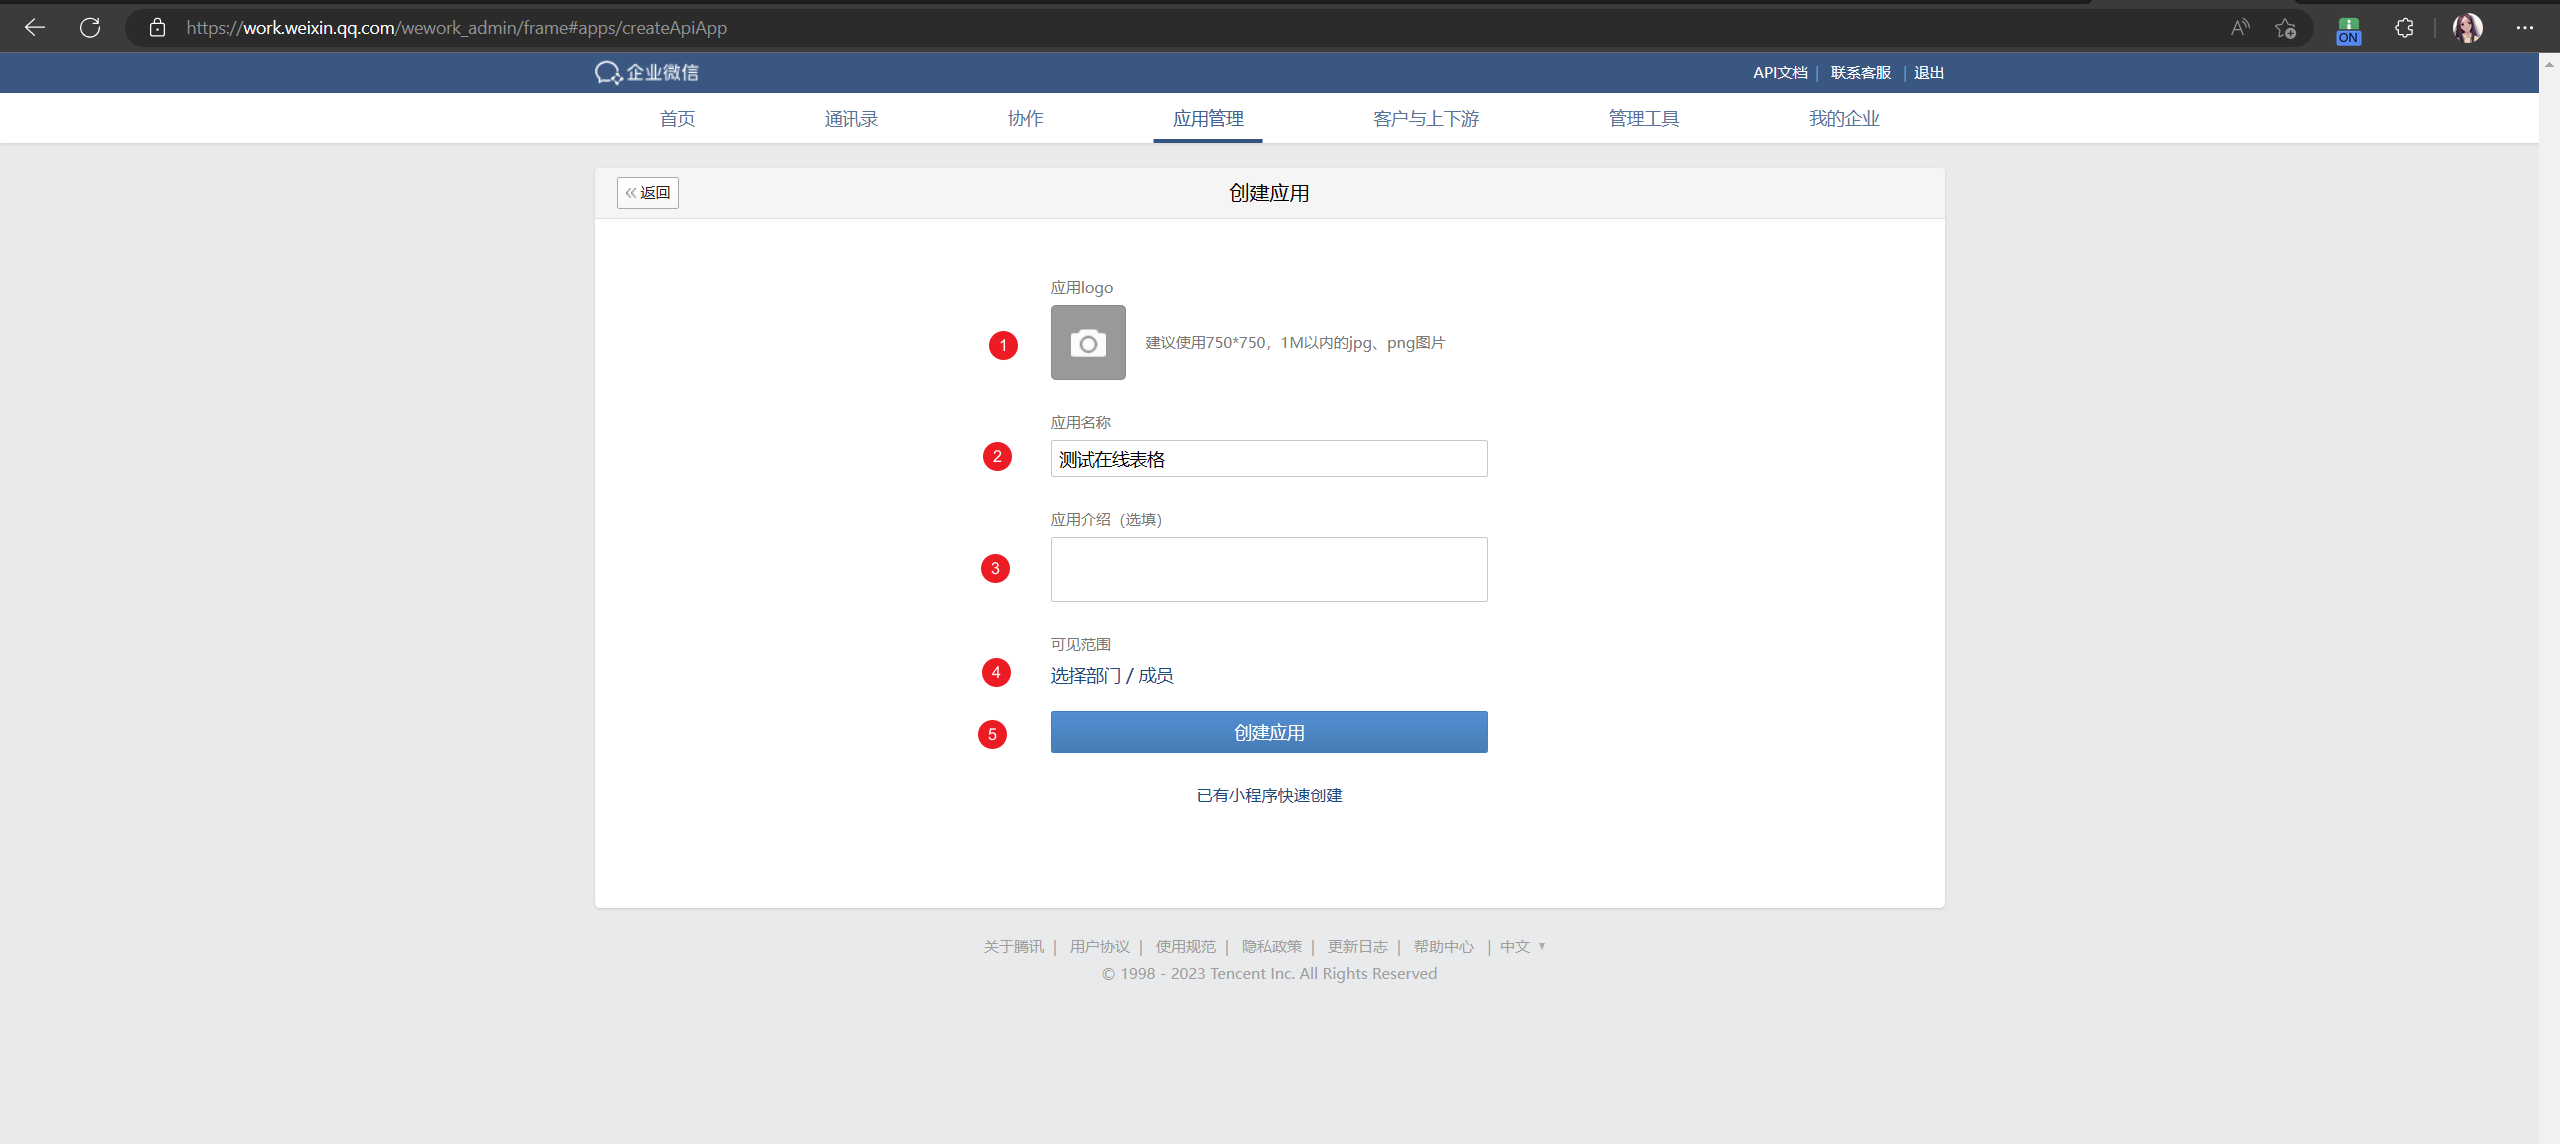 https://work.weixin.qq.com/wework_admin/frame#apps/createApiApp
ON
企业微信
API文档 | 联系客服 | 退出
首页 通讯录 协作 应用管理 客户与上下游 管理工具 我的企业
« 返回
创建应用
应用logo
1
建议使用750*750，1M以内的jpg、png图片
应用名称
2
测试在线表格
应用介绍（选填）
3
可见范围
4
选择部门 / 成员
5
创建应用
已有小程序快速创建
关于腾讯 | 用户协议 | 使用规范 | 隐私政策 | 更新日志 | 帮助中心 | 中文
© 1998 - 2023 Tencent Inc. All Rights Reserved